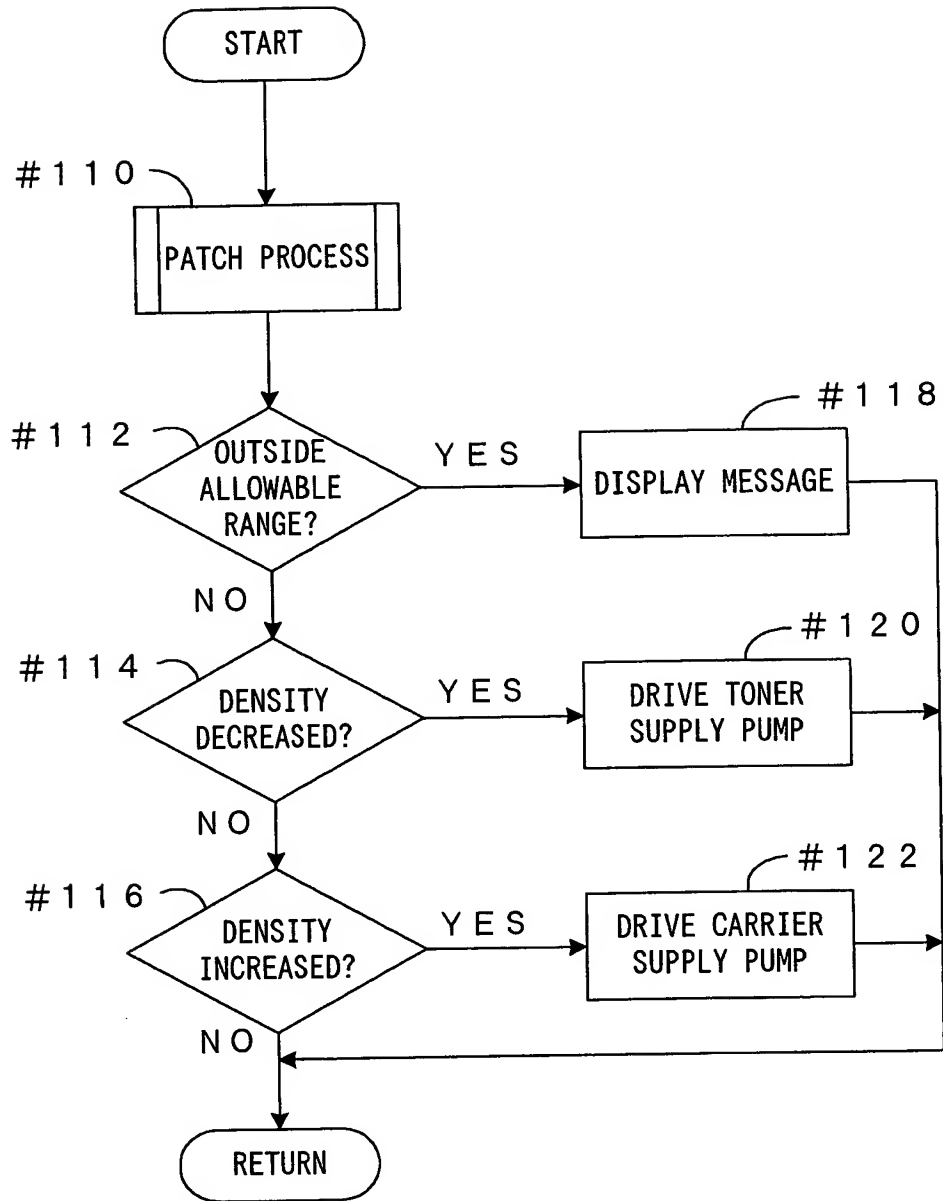 START
#110
PATCH PROCESS
#112
OUTSIDE
ALLOWABLE
RANGE?
YES
#118
DISPLAY MESSAGE
NO
#114
DENSITY
DECREASED?
YES
#120
DRIVE TONER
SUPPLY PUMP
NO
#116
DENSITY
INCREASED?
YES
#122
DRIVE CARRIER
SUPPLY PUMP
NO
RETURN